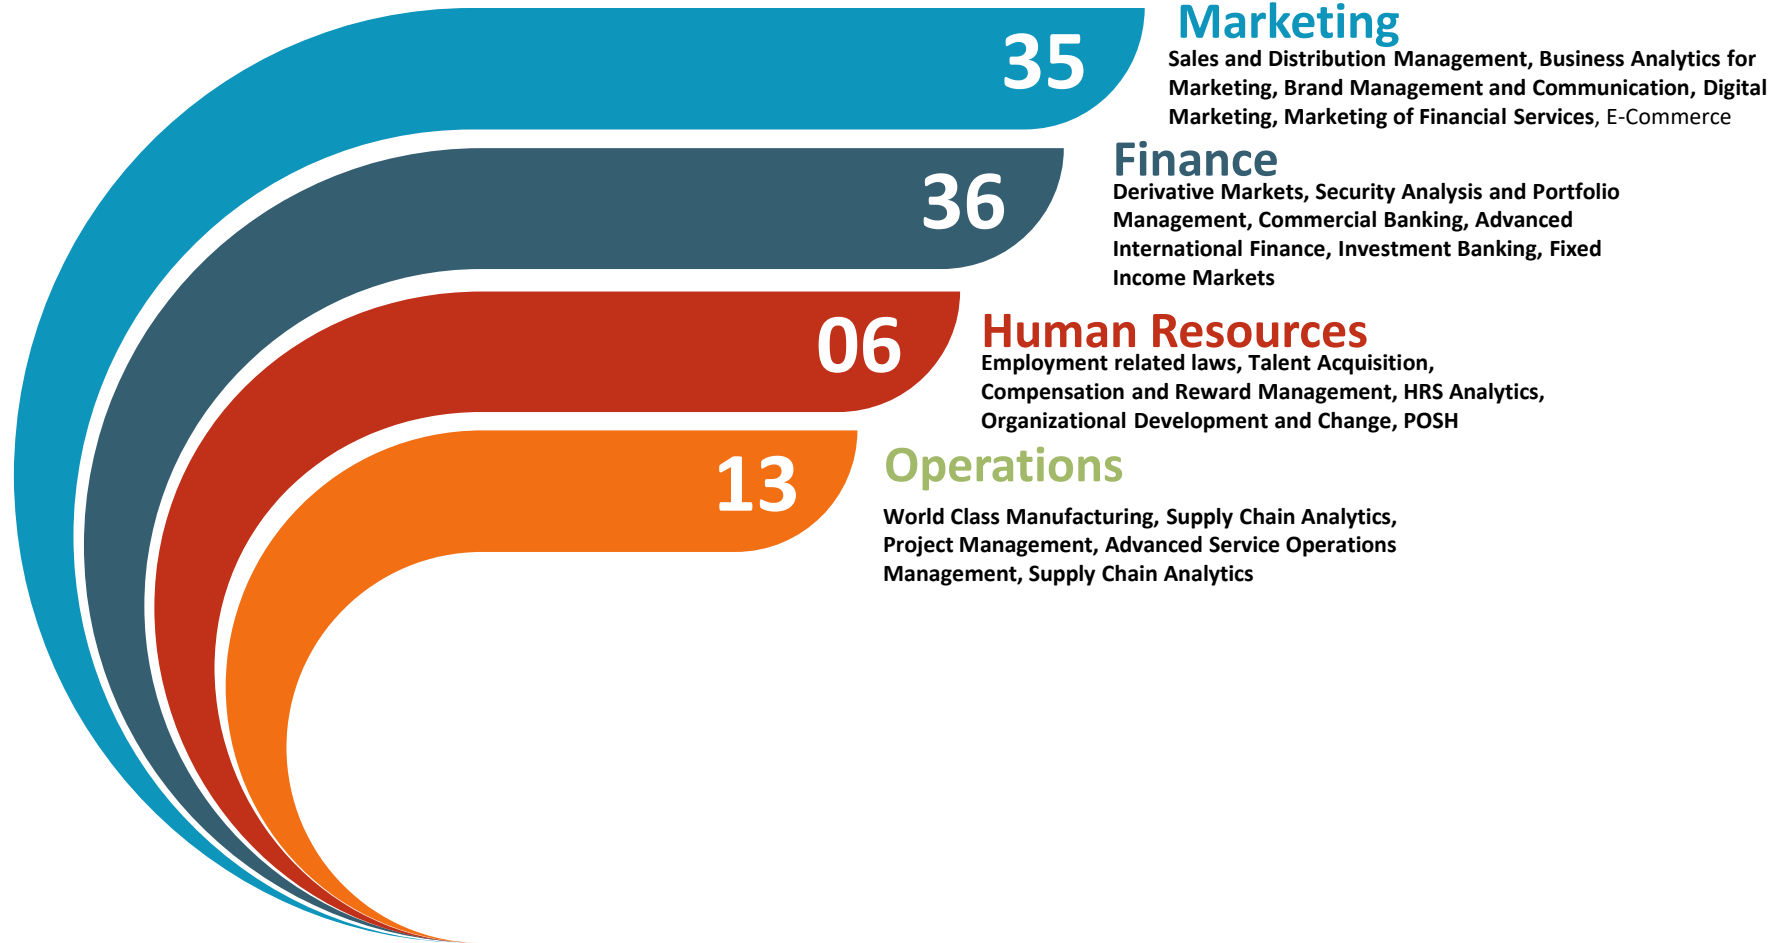 35
Marketing
Sales and Distribution Management, Business Analytics for
Marketing, Brand Management and Communication, Digital
Marketing, Marketing of Financial Services, E-Commerce
36
Finance
Derivative Markets, Security Analysis and Portfolio
Management, Commercial Banking, Advanced
International Finance, Investment Banking, Fixed
Income Markets
06
Human Resources
Employment related laws, Talent Acquisition,
Compensation and Reward Management, HRS Analytics,
Organizational Development and Change, POSH
13
Operations
World Class Manufacturing, Supply Chain Analytics,
Project Management, Advanced Service Operations
Management, Supply Chain Analytics